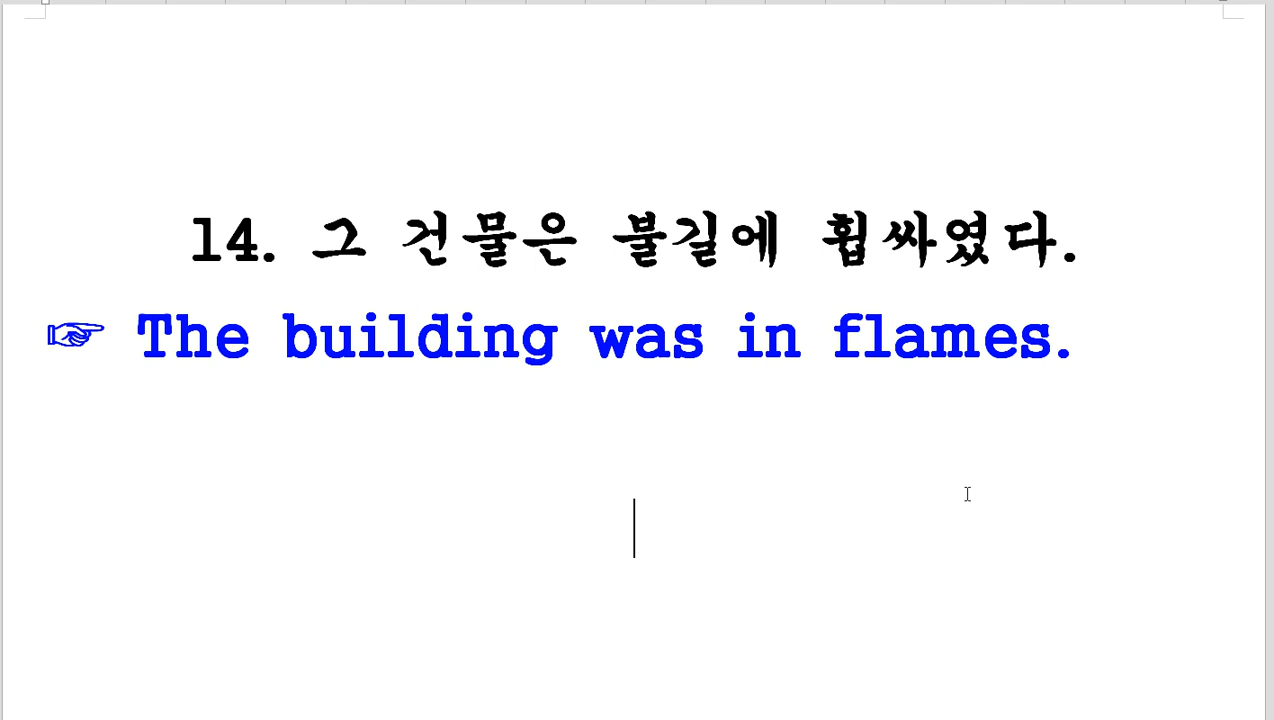 14. 그 건물은 불길에 휩싸였다.
☞ The building was in flames.